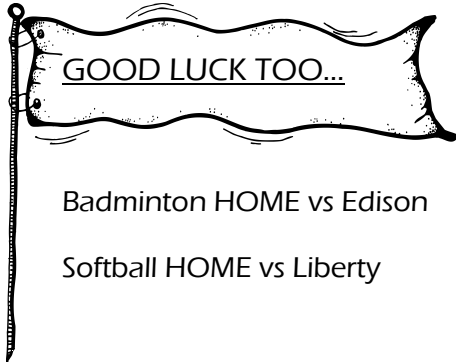 GOOD LUCK TOO...
Badminton HOME vs Edison
Softball HOME vs Liberty